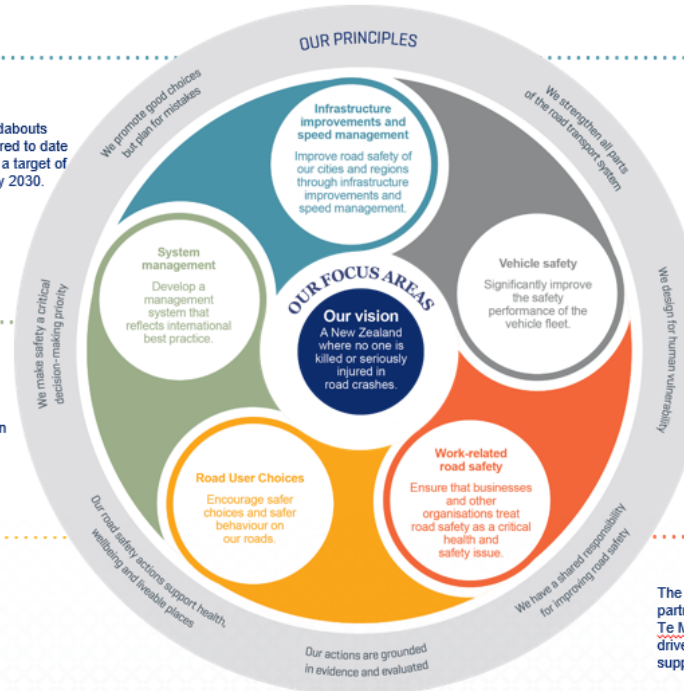 OUR PRINCIPLES
We promote good choices
but plan for mistakes
We strengthen all parts
of the road transport system
We design for human vulnerability
We have a shared responsibility
for improving road safety
Our actions are grounded
in evidence and evaluated
Our road safety actions support health,
wellbeing and liveable places
We make safety a critical
decision-making priority
Infrastructure
improvements and
speed management
Improve road safety of
our cities and regions
through infrastructure
improvements and
speed management.
System
management
Develop a
management
system that
reflects international
best practice.
Vehicle safety
Significantly improve
the safety
performance of the
vehicle fleet.
OUR FOCUS AREAS
Our vision
A New Zealand
where no one is
killed or seriously
injured in
road crashes.
Road User Choices
Encourage safer
choices and safer
behaviour on
our roads.
Work-related
road safety
Ensure that businesses
and other
organisations treat
road safety as a critical
health and
safety issue.
dabouts
red to date
a target of
y 2030.
n
The
partn
Te M
drive
supp